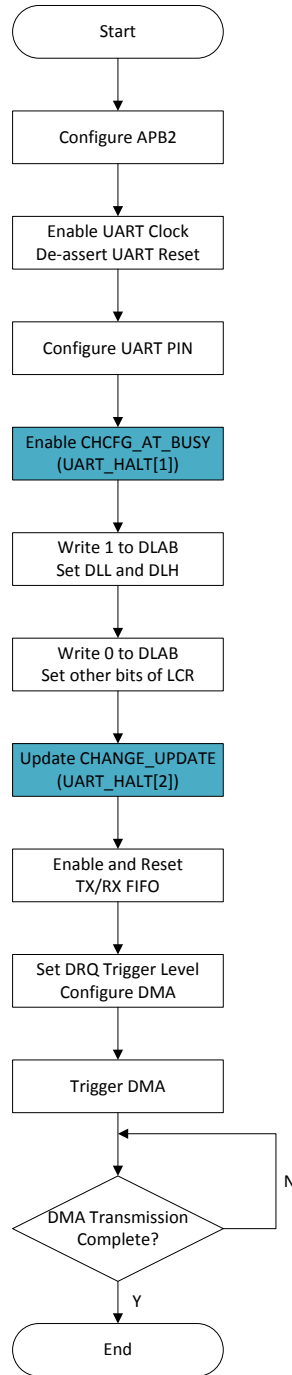 Start
Configure APB2
Enable UART Clock
De-assert UART Reset
Configure UART PIN
Enable CHCFG_AT_BUSY
(UART_HALT[1])
Write 1 to DLAB
Set DLL and DLH
Write 0 to DLAB
Set other bits of LCR
Update CHANGE_UPDATE
(UART_HALT[2])
Enable and Reset
TX/RX FIFO
Set DRQ Trigger Level
Configure DMA
Trigger DMA
N
DMA Transmission
Complete?
Y
End